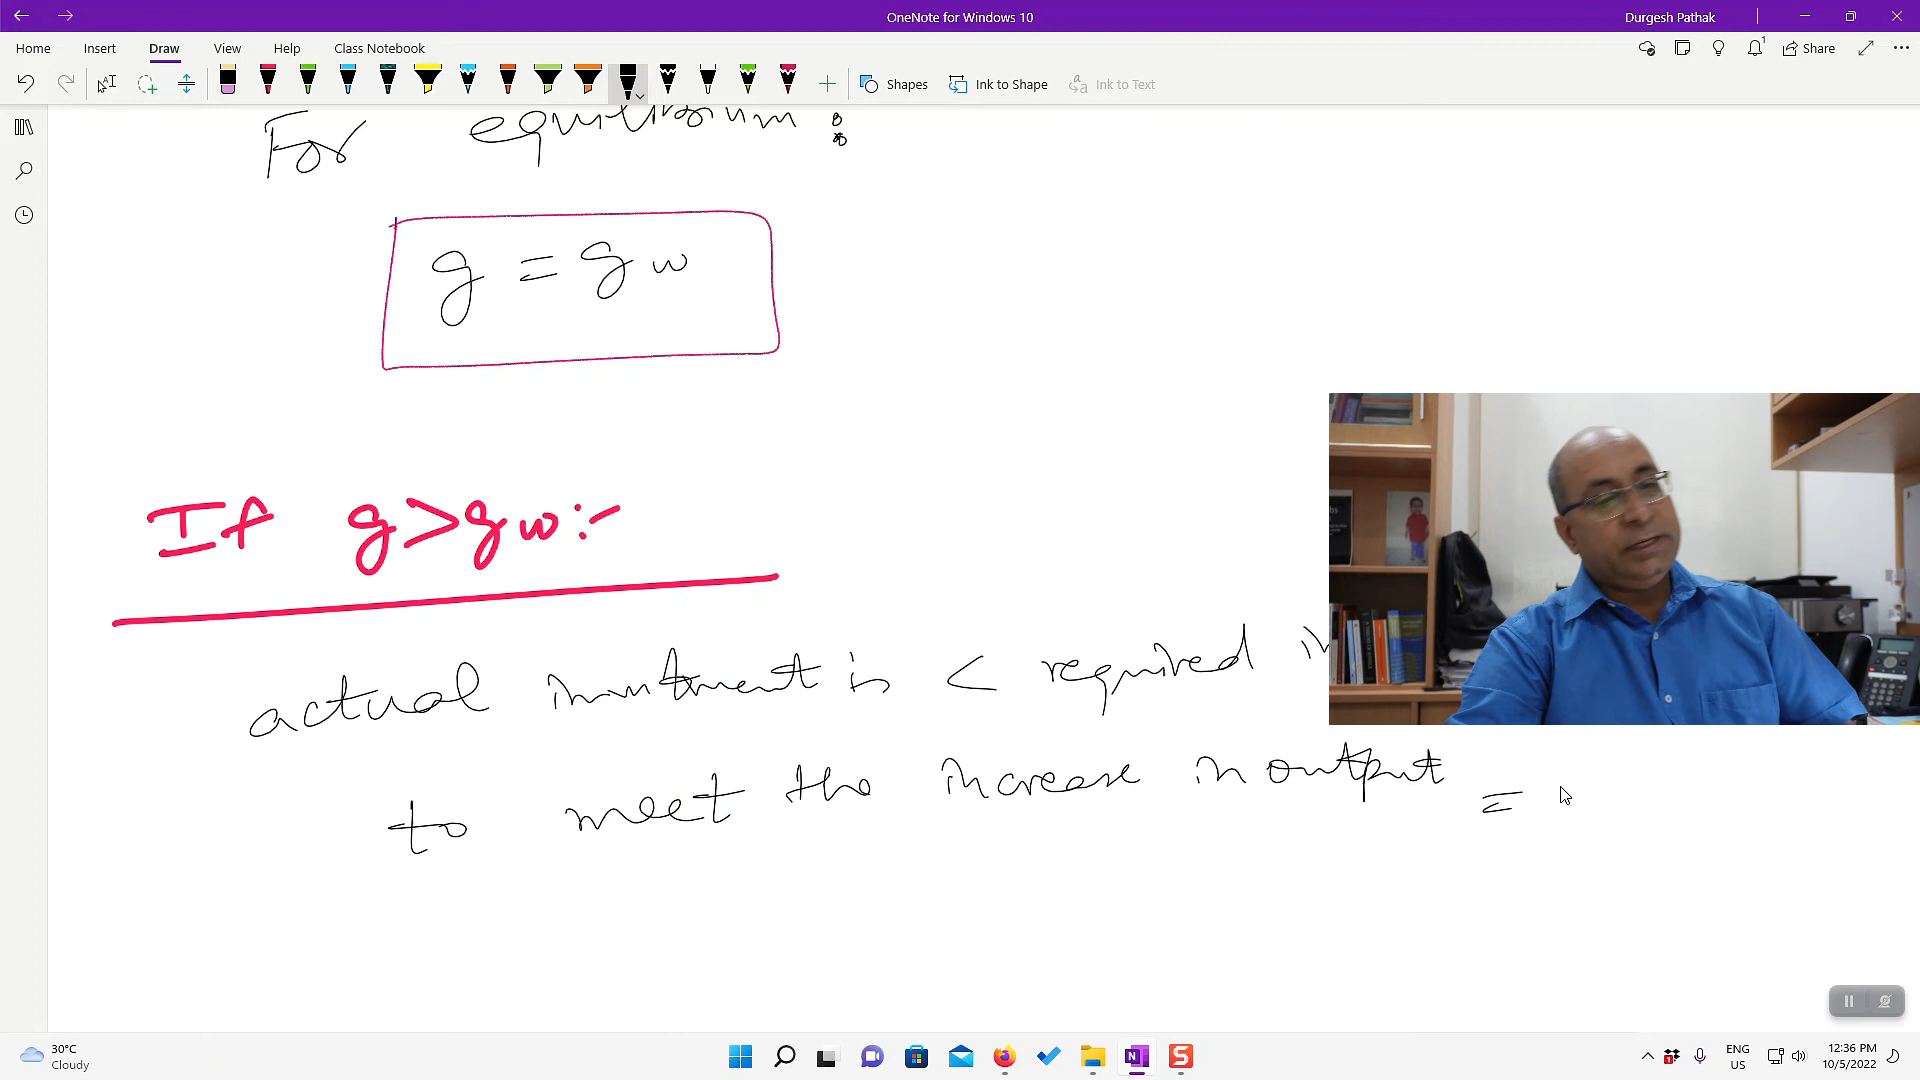 OneNote for Windows 10
Durgesh Pathak
Home Insert Draw View Help Class Notebook
Share
Shapes Ink to Shape Ink to Text
For equilibrium :
g = g w
If g > g w :-
actual investment is < required in
to meet the increase in output =
30°C
Cloudy
ENG
US
12:36 PM
10/5/2022